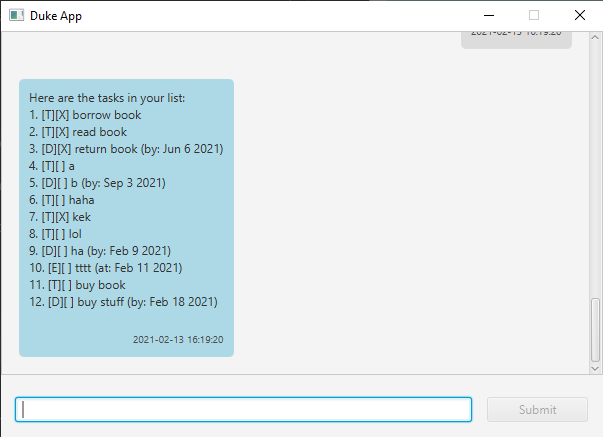 Duke App
2021-02-13 16:19:20
Here are the tasks in your list:
1. [T][X] borrow book
2. [T][X] read book
3. [D][X] return book (by: Jun 6 2021)
4. [T][ ] a
5. [D][ ] b (by: Sep 3 2021)
6. [T][ ] haha
7. [T][X] kek
8. [T][ ] lol
9. [D][ ] ha (by: Feb 9 2021)
10. [E][ ] tttt (at: Feb 11 2021)
11. [T][ ] buy book
12. [D][ ] buy stuff (by: Feb 18 2021)
2021-02-13 16:19:20
Submit